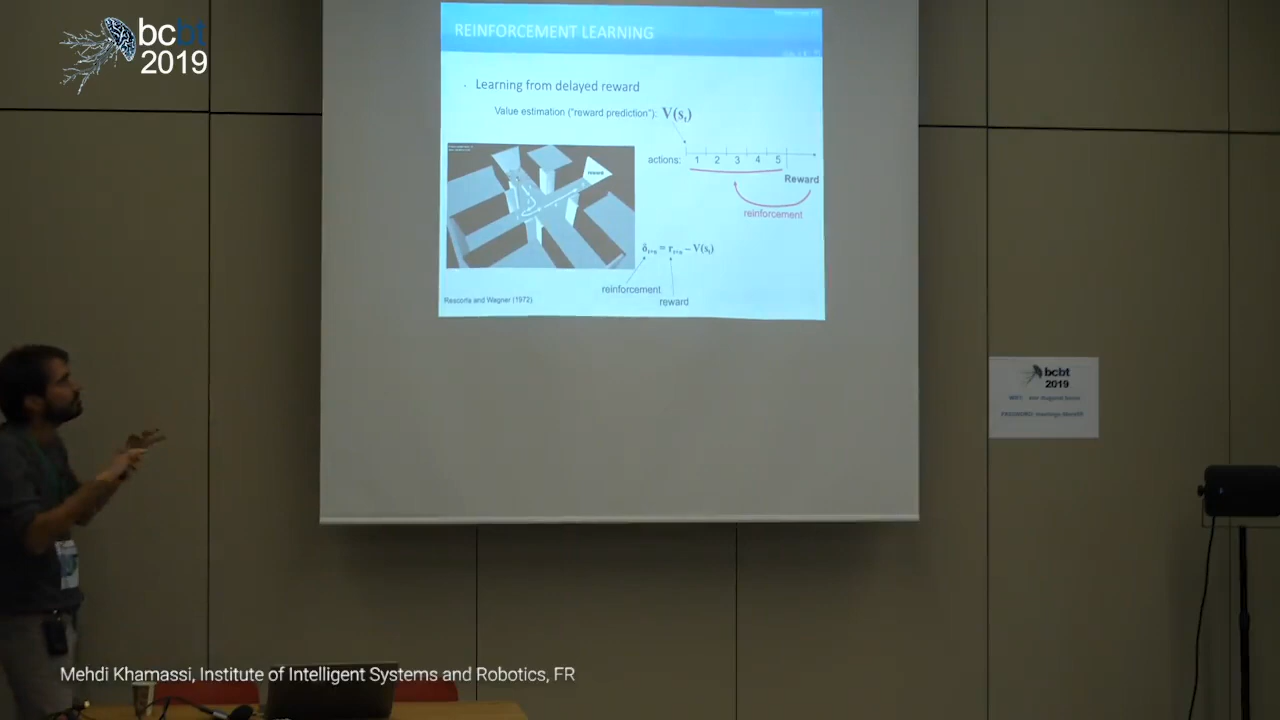 bcbt
2019
REINFORCEMENT LEARNING
Learning from delayed reward
Value estimation ("reward prediction"): V(sₜ)
actions: 1 2 3 4 5
Reward
reinforcement
reward
δₜ₊ₙ = rₜ₊ₙ – V(sₜ)
reinforcement
reward
Rescorla and Wagner (1972)
bcbt
2019
WIFI:
PASSWORD:
Mehdi Khamassi, Institute of Intelligent Systems and Robotics, FR